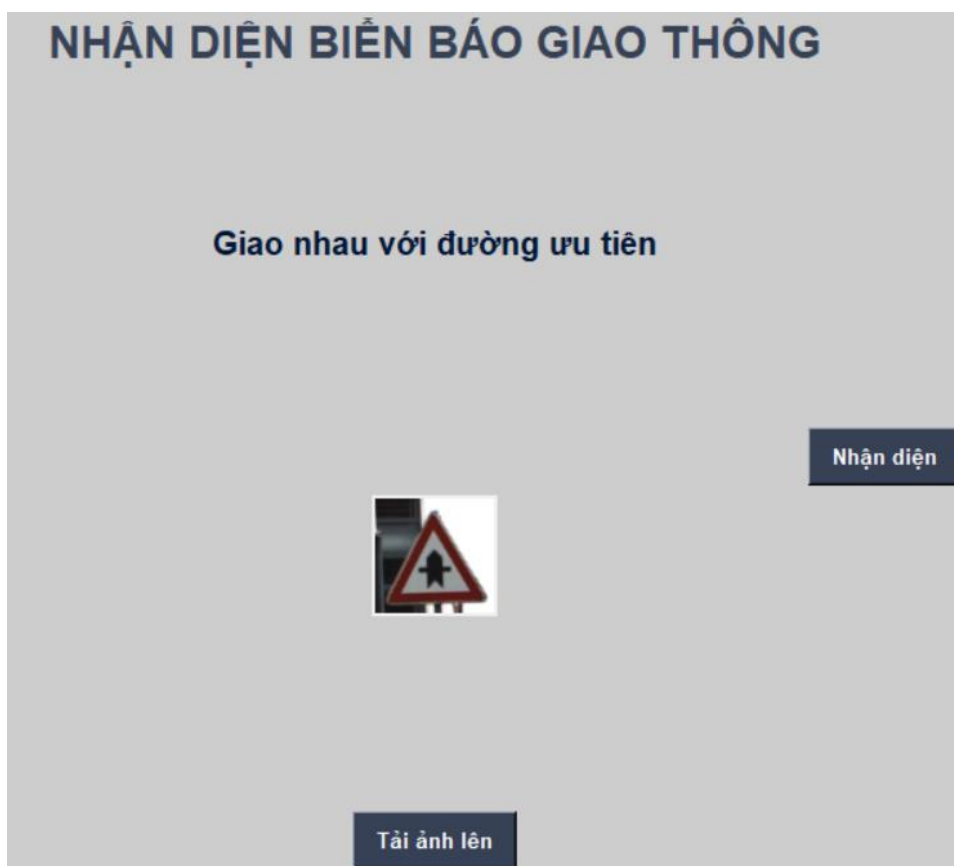 NHẬN DIỆN BIỂN BÁO GIAO THÔNG
Giao nhau với đường ưu tiên
Nhận diện
Tải ảnh lên